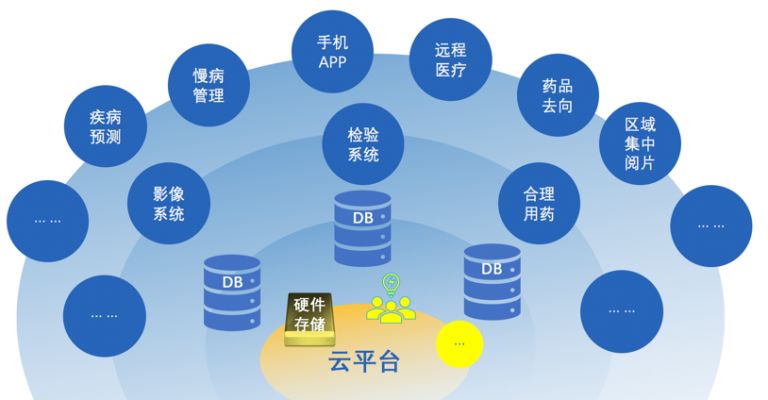 手机
APP
远程
医疗
慢病
管理
药品
去向
疾病
预测
区域
集中
阅片
检验
系统
影像
系统
合理
用药
... ...
... ...
DB
DB
DB
... ...
... ...
硬件
存储
...
云平台